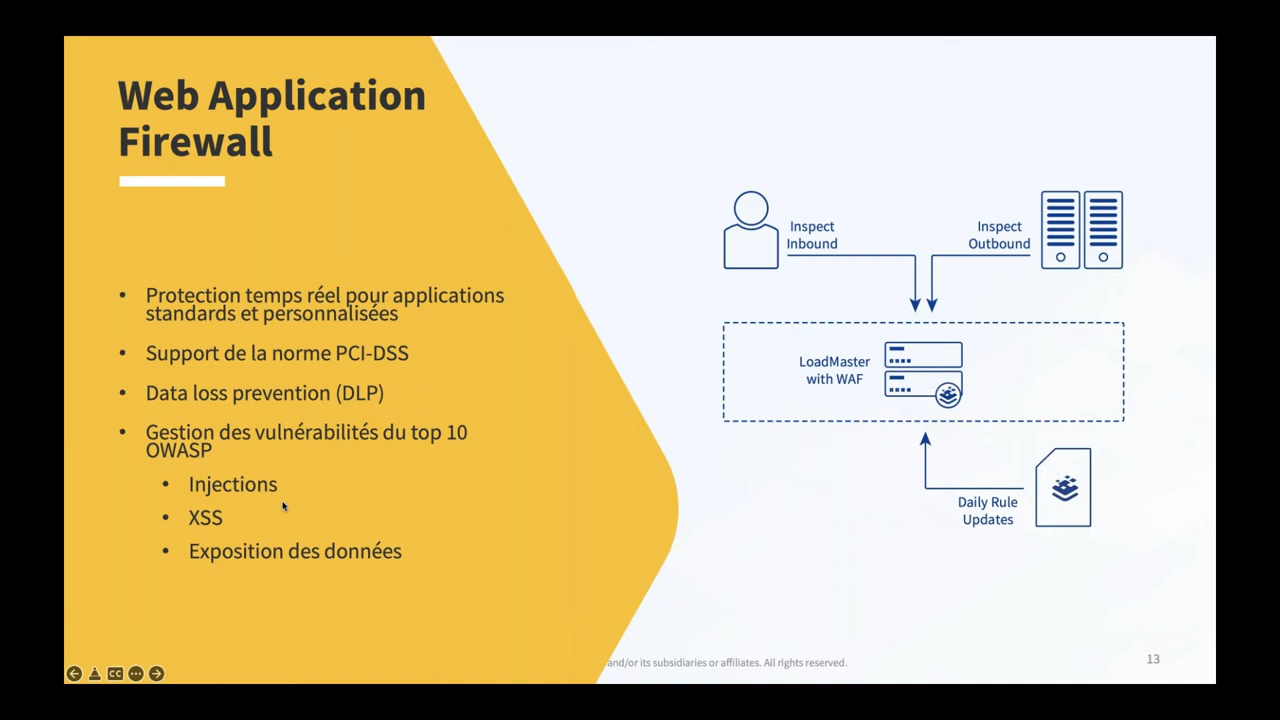 Web Application
Firewall
• Protection temps réel pour applications
standards et personnalisées
• Support de la norme PCI-DSS
• Data loss prevention (DLP)
• Gestion des vulnérabilités du top 10
OWASP
• Injections
• XSS
• Exposition des données
Inspect
Inbound
Inspect
Outbound
LoadMaster
with WAF
Daily Rule
Updates
CC
and/or its subsidiaries or affiliates. All rights reserved.
13